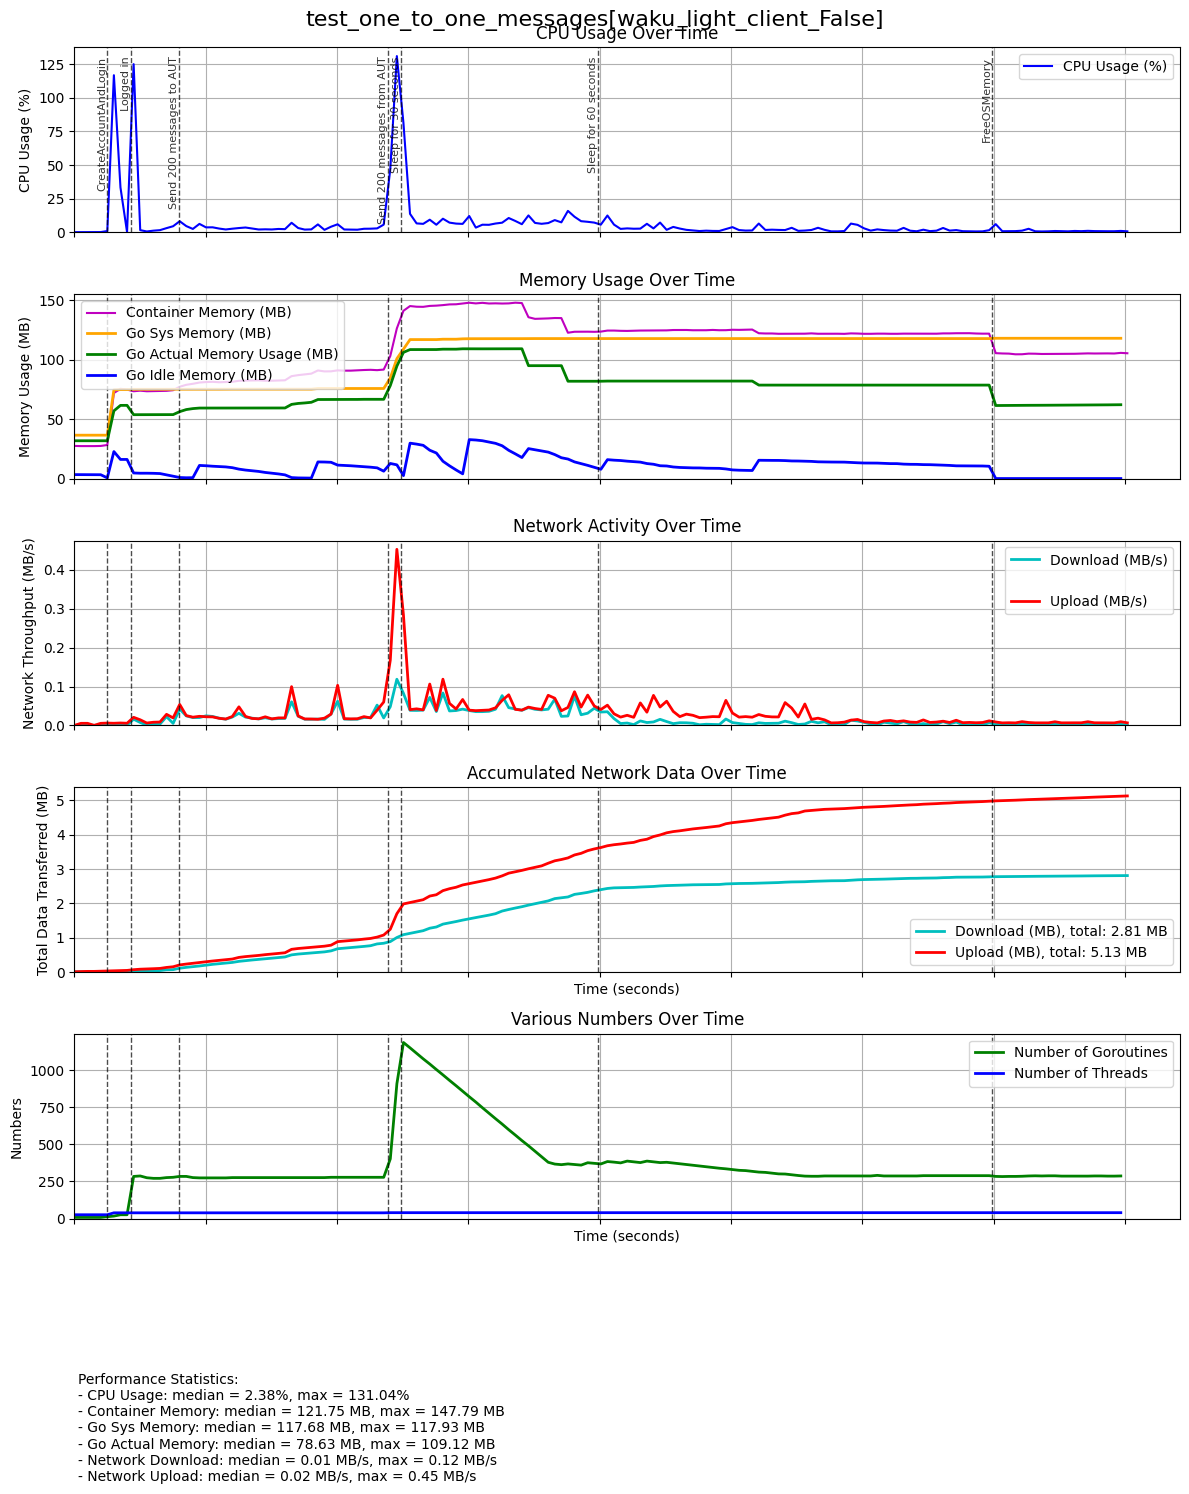 test_one_to_one_messages[waku_light_client_False]
CPU Usage Over Time
CPU Usage (%)
125
100
75
50
25
0
CreateAccountAndLogin
Logged in
Send 200 messages to AUT
Send 200 messages from AUT
Sleep for 30 seconds
Sleep for 60 seconds
FreeOSMemory
CPU Usage (%)
Memory Usage Over Time
Memory Usage (MB)
150
100
50
0
Container Memory (MB)
Go Sys Memory (MB)
Go Actual Memory Usage (MB)
Go Idle Memory (MB)
Network Activity Over Time
Network Throughput (MB/s)
0.4
0.3
0.2
0.1
0.0
Download (MB/s)
Upload (MB/s)
Accumulated Network Data Over Time
Total Data Transferred (MB)
5
4
3
2
1
0
Download (MB), total: 2.81 MB
Upload (MB), total: 5.13 MB
Time (seconds)
Various Numbers Over Time
Numbers
1000
750
500
250
0
Number of Goroutines
Number of Threads
Time (seconds)
Performance Statistics:
- CPU Usage: median = 2.38%, max = 131.04%
- Container Memory: median = 121.75 MB, max = 147.79 MB
- Go Sys Memory: median = 117.68 MB, max = 117.93 MB
- Go Actual Memory: median = 78.63 MB, max = 109.12 MB
- Network Download: median = 0.01 MB/s, max = 0.12 MB/s
- Network Upload: median = 0.02 MB/s, max = 0.45 MB/s